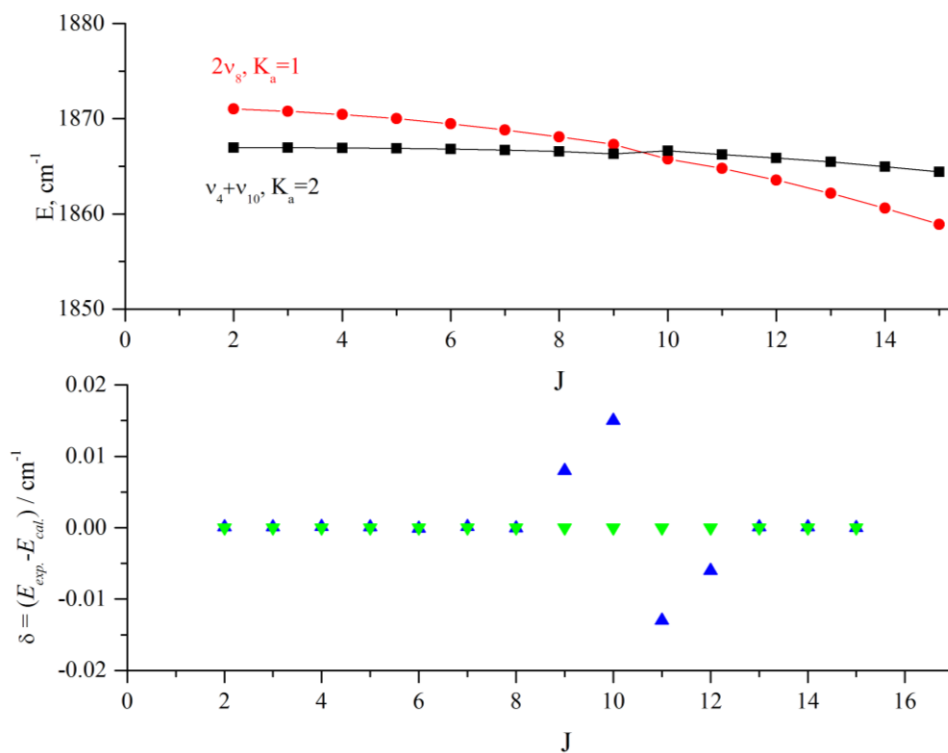 1880
1870
1860
1850
E, cm⁻¹
2ν₈, Kₐ=1
ν₄+ν₁₀, Kₐ=2
0 2 4 6 8 10 12 14
J
0.02
0.01
0.00
-0.01
-0.02
δ = (E_exp.-E_cal.) / cm⁻¹
0 2 4 6 8 10 12 14 16
J